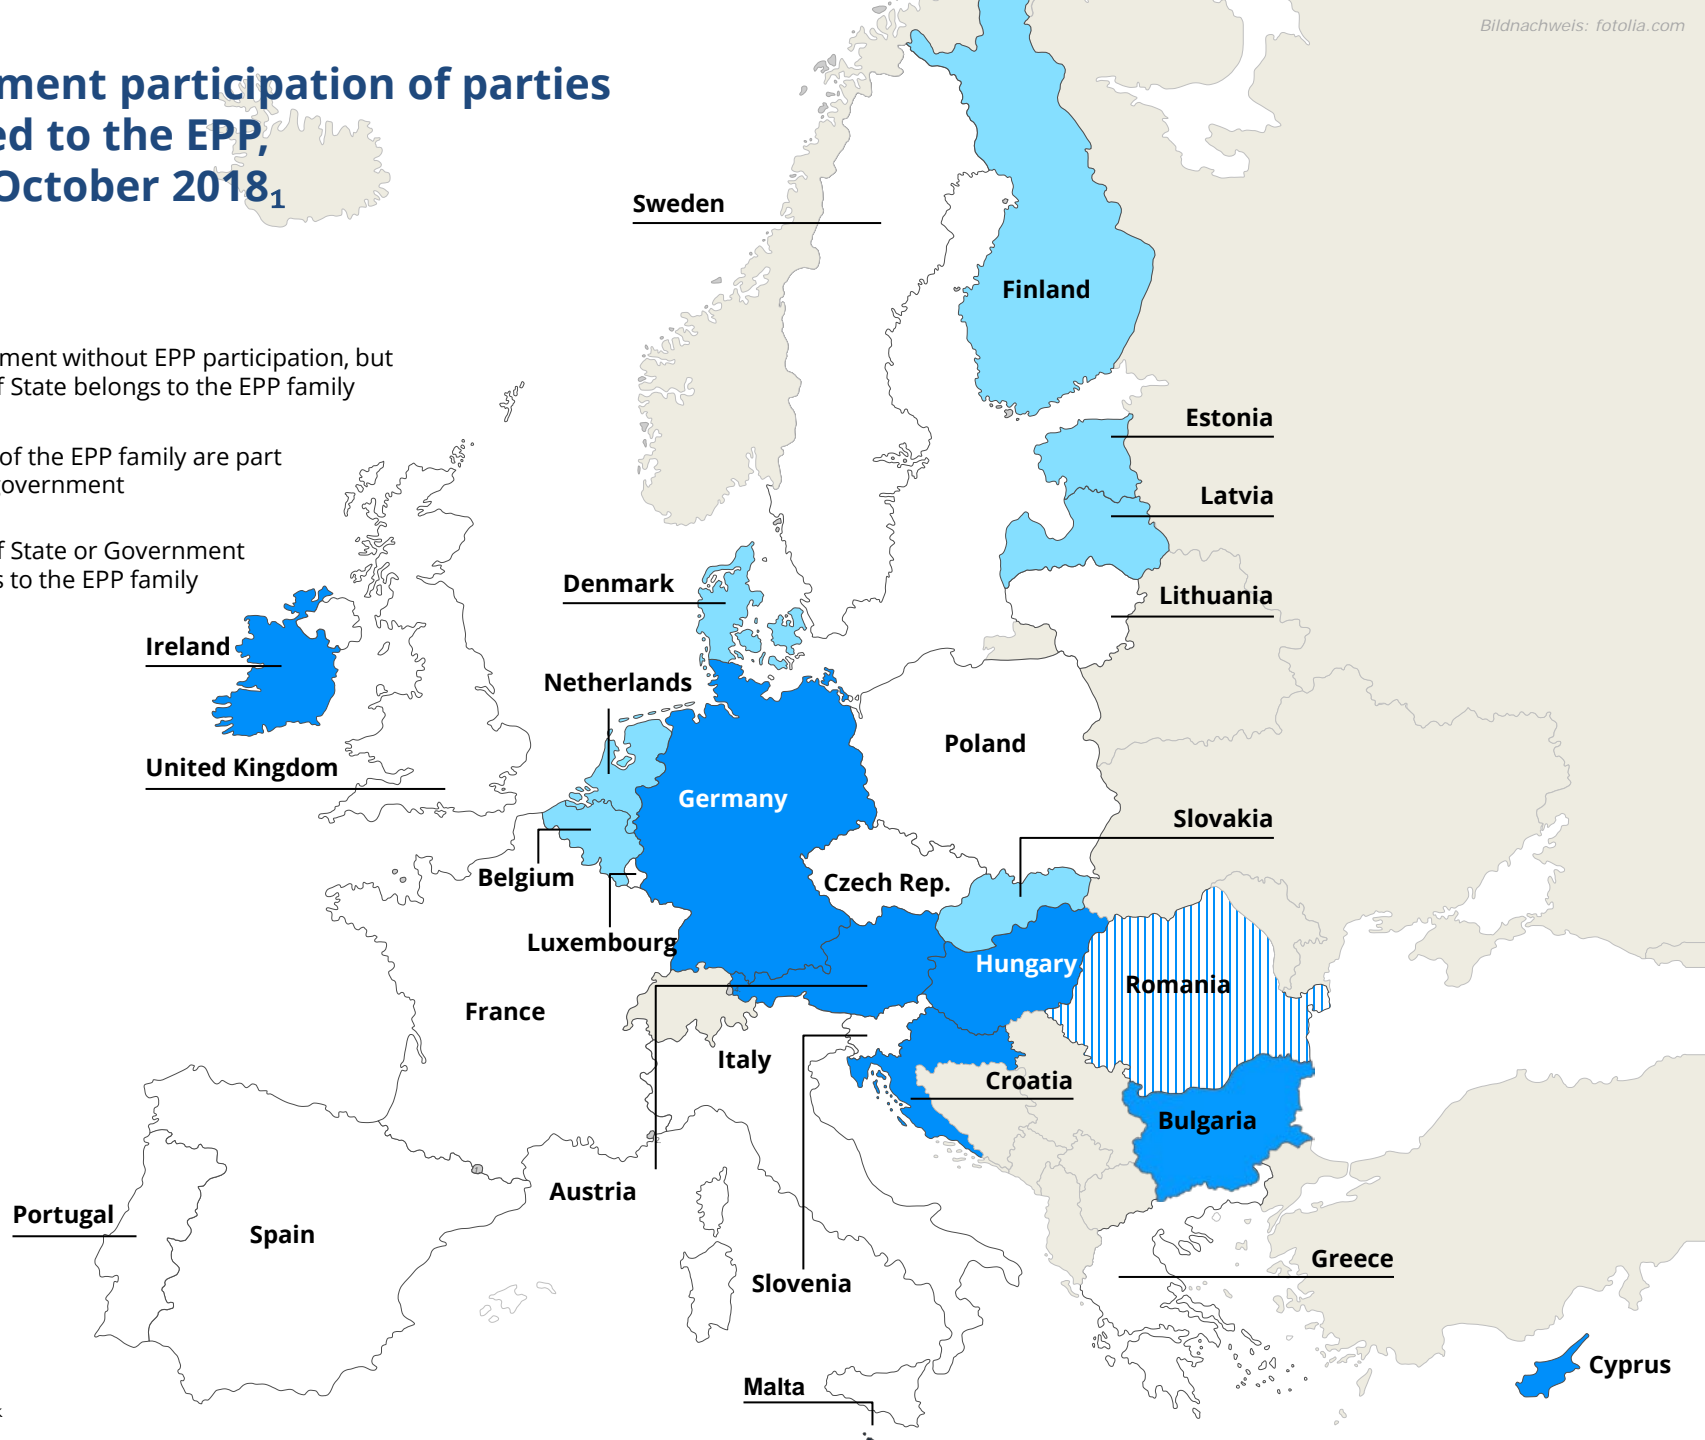 Bildnachweis: fotolia.com
ment participation of parties
ed to the EPP,
October 2018₁
ment without EPP participation, but
f State belongs to the EPP family
of the EPP family are part
overnment
f State or Government
s to the EPP family
Sweden
Finland
Estonia
Latvia
Denmark
Lithuania
Ireland
Netherlands
Poland
United Kingdom
Germany
Slovakia
Belgium
Czech Rep.
Luxembourg
Hungary
Romania
France
Italy
Croatia
Bulgaria
Austria
Portugal
Spain
Greece
Slovenia
Cyprus
Malta